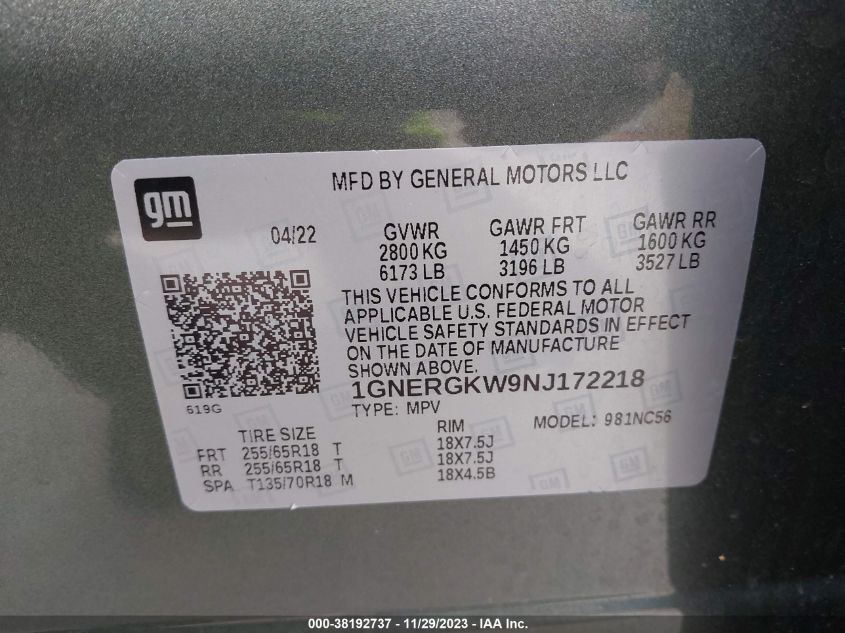 gm
MFD BY GENERAL MOTORS LLC
04/22
GVWR
2800 KG
6173 LB
GAWR FRT
1450 KG
3196 LB
GAWR RR
1600 KG
3527 LB
THIS VEHICLE CONFORMS TO ALL
APPLICABLE U.S. FEDERAL MOTOR
VEHICLE SAFETY STANDARDS IN EFFECT
ON THE DATE OF MANUFACTURE
SHOWN ABOVE.
1GNERGKW9NJ172218
619G
TYPE: MPV
MODEL: 981NC56
TIRE SIZE RIM
FRT 255/65R18 T 18X7.5J
RR 255/65R18 T 18X7.5J
SPA T135/70R18 M 18X4.5B
000-38192737 - 11/29/2023 - IAAI Inc.